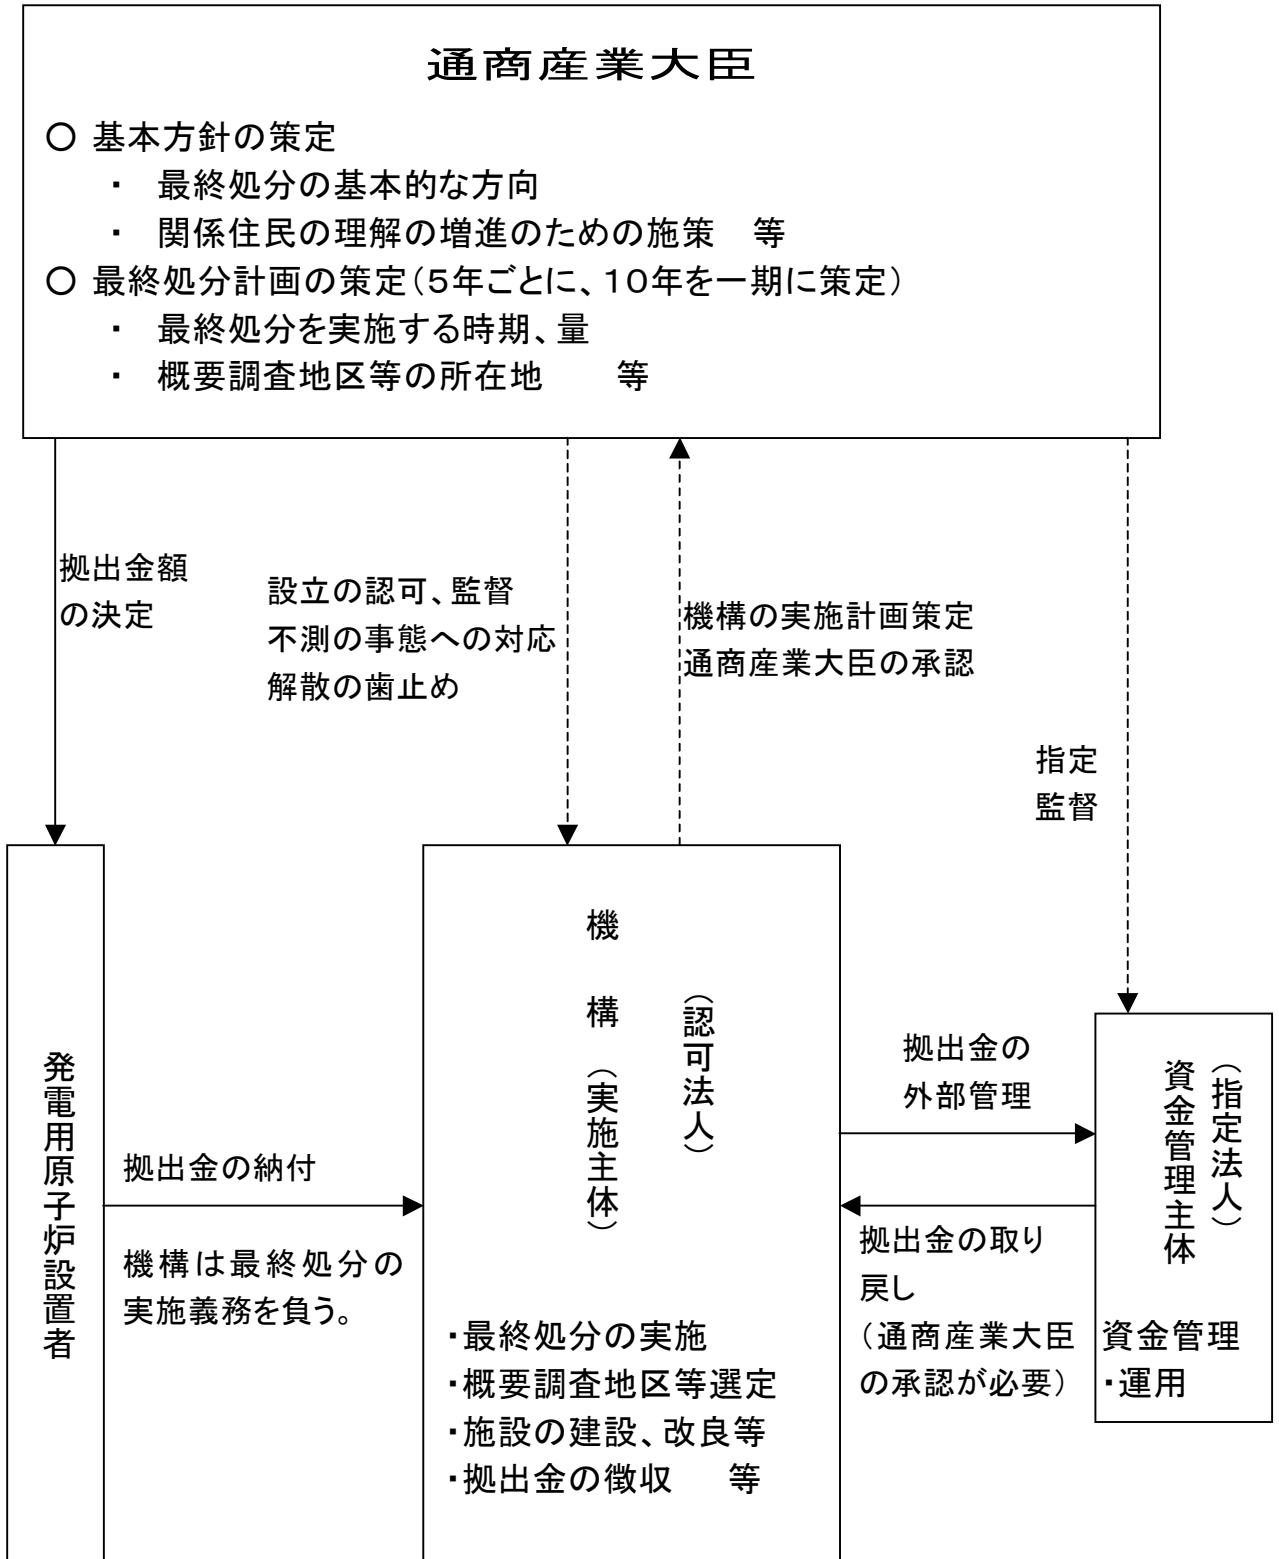 通商産業大臣
○ 基本方針の策定
・ 最終処分の基本的な方向
・ 関係住民の理解の増進のための施策 等
○ 最終処分計画の策定(5年ごとに、10年を一期に策定)
・ 最終処分を実施する時期、量
・ 概要調査地区等の所在地 等
拠出金額
の決定
設立の認可、監督
不測の事態への対応
解散の歯止め
機構の実施計画策定
通商産業大臣の承認
指定
監督
発電用原子炉設置者
拠出金の納付
機構は最終処分の
実施義務を負う。
機構(実施主体)
(認可法人)
・最終処分の実施
・概要調査地区等選定
・施設の建設、改良等
・拠出金の徴収 等
拠出金の
外部管理
拠出金の取り
戻し
(通商産業大臣
の承認が必要)
(指定法人)
資金管理主体
資金管理
・運用